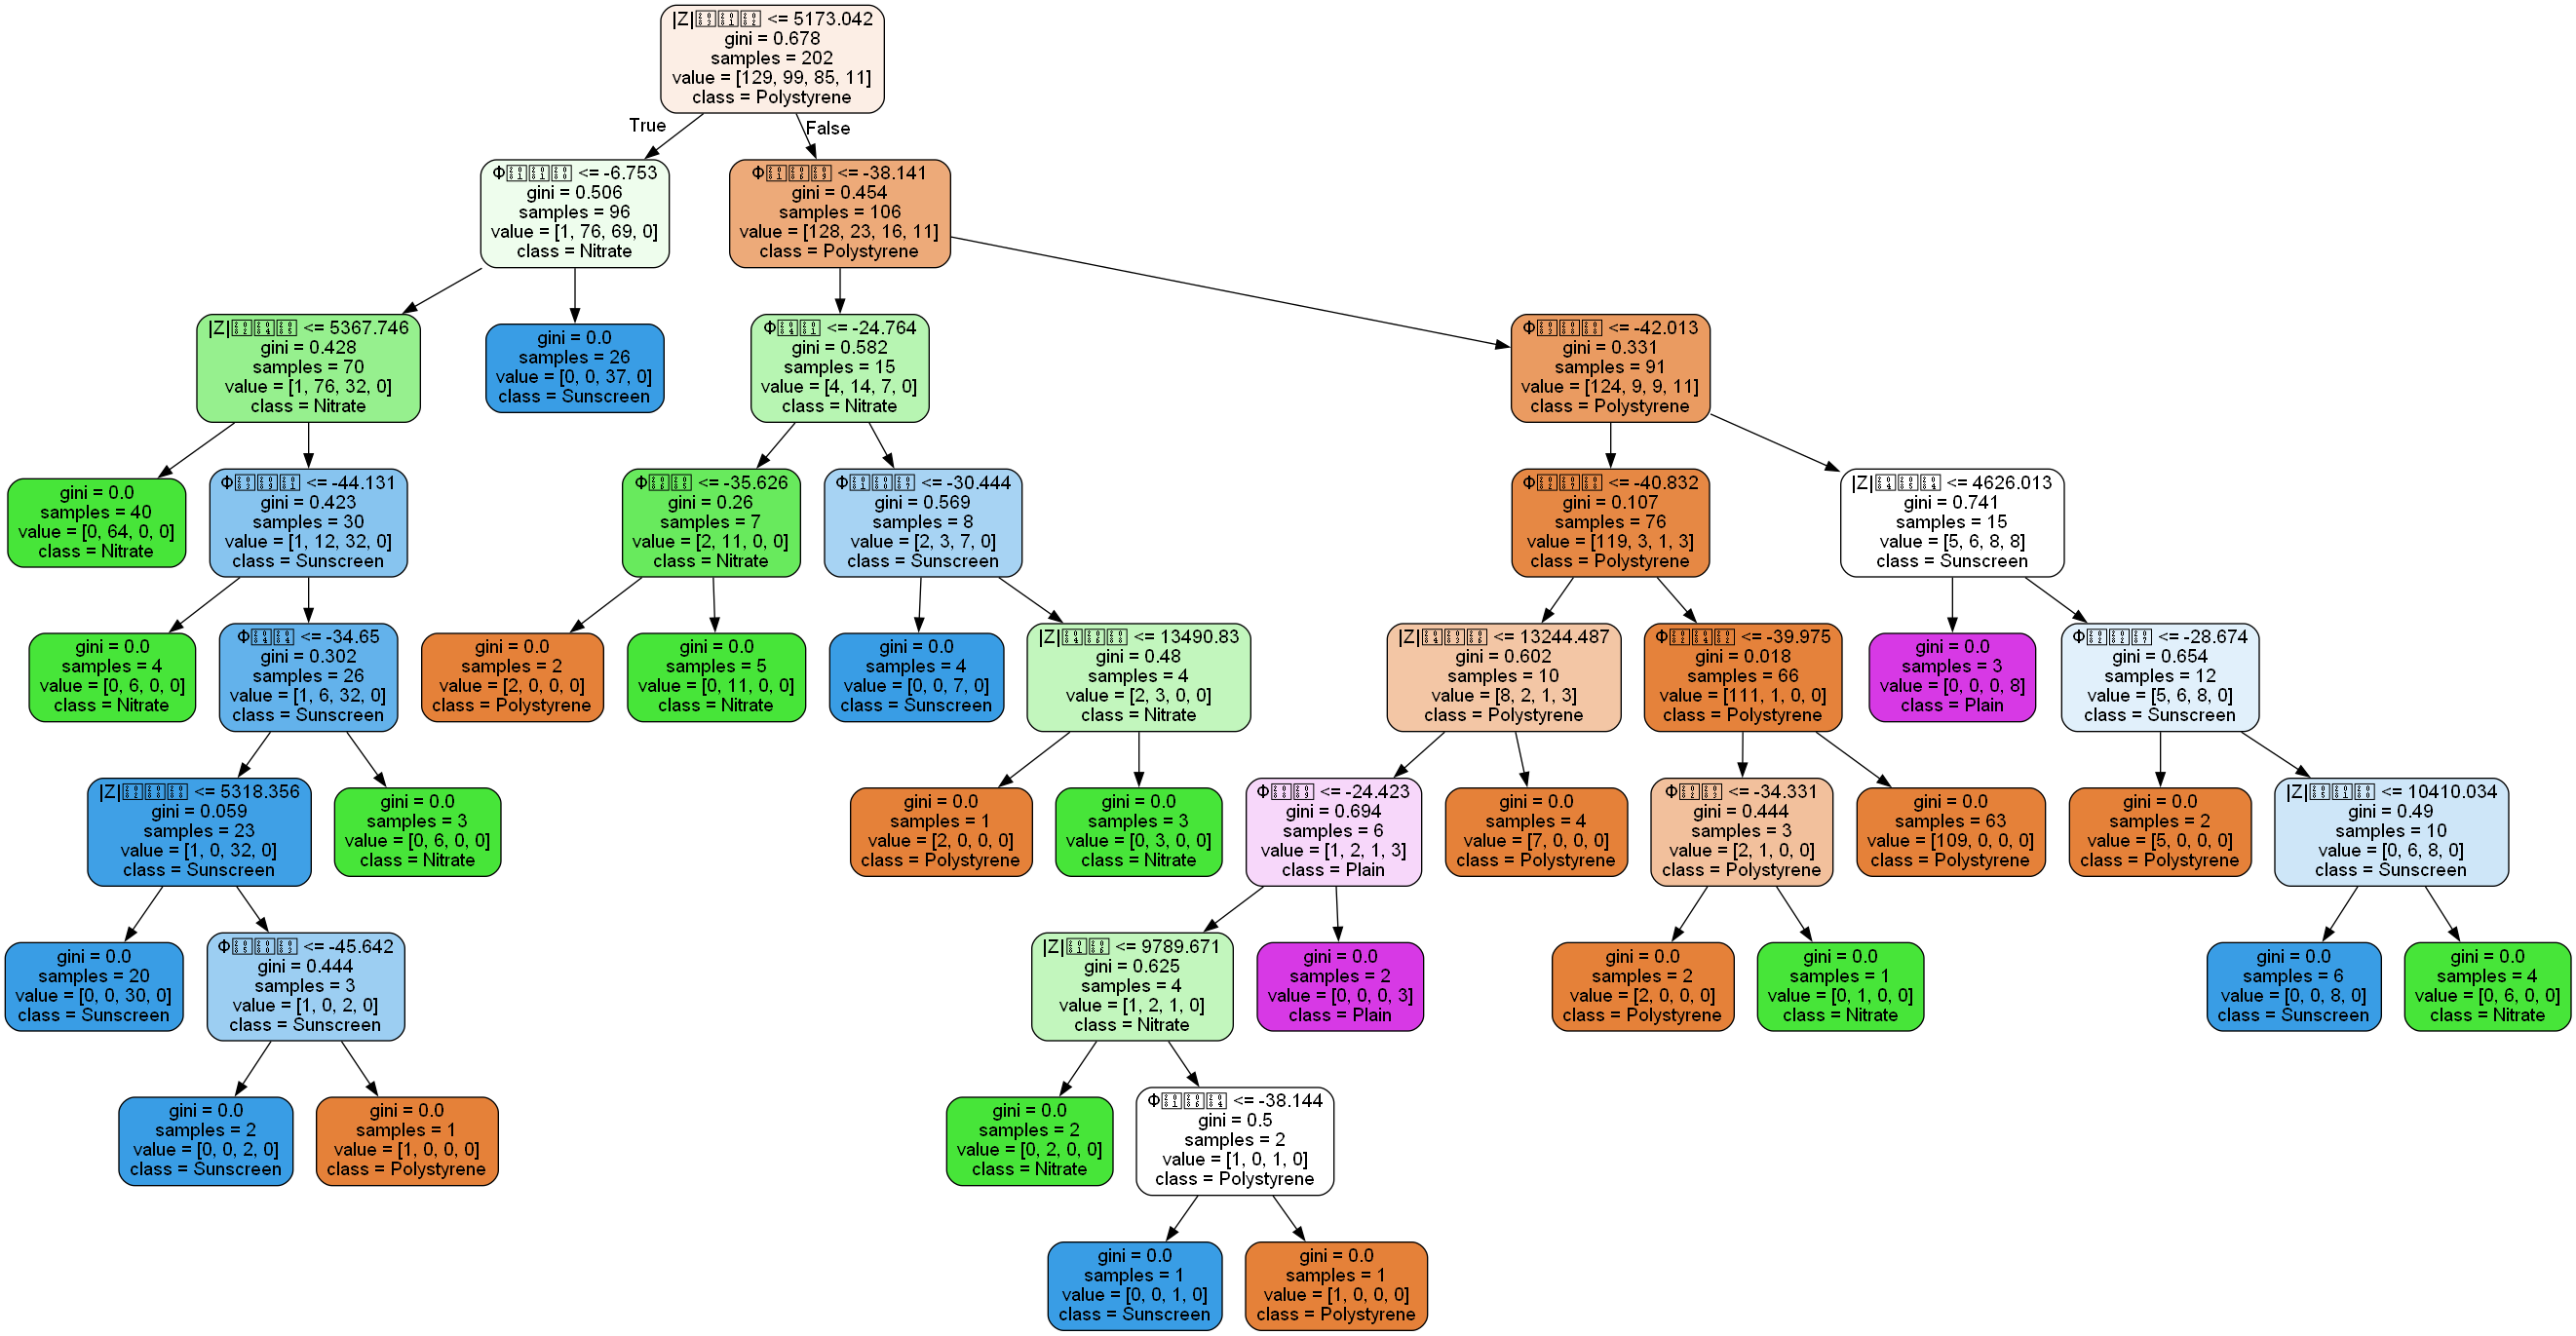 |Z| <= 5173.042
gini = 0.678
samples = 202
value = [129, 99, 85, 11]
class = Polystyrene
True
False
Φ <= -6.753
gini = 0.506
samples = 96
value = [1, 76, 69, 0]
class = Nitrate
Φ <= -38.141
gini = 0.454
samples = 106
value = [128, 23, 16, 11]
class = Polystyrene
|Z| <= 5367.746
gini = 0.428
samples = 70
value = [1, 76, 32, 0]
class = Nitrate
gini = 0.0
samples = 26
value = [0, 0, 37, 0]
class = Sunscreen
Φ <= -24.764
gini = 0.582
samples = 15
value = [4, 14, 7, 0]
class = Nitrate
Φ <= -42.013
gini = 0.331
samples = 91
value = [124, 9, 9, 11]
class = Polystyrene
gini = 0.0
samples = 40
value = [0, 64, 0, 0]
class = Nitrate
Φ <= -44.131
gini = 0.423
samples = 30
value = [1, 12, 32, 0]
class = Sunscreen
Φ <= -35.626
gini = 0.26
samples = 7
value = [2, 11, 0, 0]
class = Nitrate
Φ <= -30.444
gini = 0.569
samples = 8
value = [2, 3, 7, 0]
class = Sunscreen
Φ <= -40.832
gini = 0.107
samples = 76
value = [119, 3, 1, 3]
class = Polystyrene
|Z| <= 4626.013
gini = 0.741
samples = 15
value = [5, 6, 8, 8]
class = Sunscreen
gini = 0.0
samples = 4
value = [0, 6, 0, 0]
class = Nitrate
Φ <= -34.65
gini = 0.302
samples = 26
value = [1, 6, 32, 0]
class = Sunscreen
gini = 0.0
samples = 2
value = [2, 0, 0, 0]
class = Polystyrene
gini = 0.0
samples = 5
value = [0, 11, 0, 0]
class = Nitrate
gini = 0.0
samples = 4
value = [0, 0, 7, 0]
class = Sunscreen
|Z| <= 13490.83
gini = 0.48
samples = 4
value = [2, 3, 0, 0]
class = Nitrate
|Z| <= 13244.487
gini = 0.602
samples = 10
value = [8, 2, 1, 3]
class = Polystyrene
Φ <= -39.975
gini = 0.018
samples = 66
value = [111, 1, 0, 0]
class = Polystyrene
gini = 0.0
samples = 3
value = [0, 0, 0, 8]
class = Plain
Φ <= -28.674
gini = 0.654
samples = 12
value = [5, 6, 8, 0]
class = Sunscreen
|Z| <= 5318.356
gini = 0.059
samples = 23
value = [1, 0, 32, 0]
class = Sunscreen
gini = 0.0
samples = 3
value = [0, 6, 0, 0]
class = Nitrate
gini = 0.0
samples = 1
value = [2, 0, 0, 0]
class = Polystyrene
gini = 0.0
samples = 3
value = [0, 3, 0, 0]
class = Nitrate
Φ <= -24.423
gini = 0.694
samples = 6
value = [1, 2, 1, 3]
class = Plain
gini = 0.0
samples = 4
value = [7, 0, 0, 0]
class = Polystyrene
Φ <= -34.331
gini = 0.444
samples = 3
value = [2, 1, 0, 0]
class = Polystyrene
gini = 0.0
samples = 63
value = [109, 0, 0, 0]
class = Polystyrene
gini = 0.0
samples = 2
value = [5, 0, 0, 0]
class = Polystyrene
|Z| <= 10410.034
gini = 0.49
samples = 10
value = [0, 6, 8, 0]
class = Sunscreen
gini = 0.0
samples = 20
value = [0, 0, 30, 0]
class = Sunscreen
Φ <= -45.642
gini = 0.444
samples = 3
value = [1, 0, 2, 0]
class = Sunscreen
|Z| <= 9789.671
gini = 0.625
samples = 4
value = [1, 2, 1, 0]
class = Nitrate
gini = 0.0
samples = 2
value = [0, 0, 0, 3]
class = Plain
gini = 0.0
samples = 2
value = [2, 0, 0, 0]
class = Polystyrene
gini = 0.0
samples = 1
value = [0, 1, 0, 0]
class = Nitrate
gini = 0.0
samples = 6
value = [0, 0, 8, 0]
class = Sunscreen
gini = 0.0
samples = 4
value = [0, 6, 0, 0]
class = Nitrate
gini = 0.0
samples = 2
value = [0, 0, 2, 0]
class = Sunscreen
gini = 0.0
samples = 1
value = [1, 0, 0, 0]
class = Polystyrene
gini = 0.0
samples = 2
value = [0, 2, 0, 0]
class = Nitrate
Φ <= -38.144
gini = 0.5
samples = 2
value = [1, 0, 1, 0]
class = Polystyrene
gini = 0.0
samples = 1
value = [0, 0, 1, 0]
class = Sunscreen
gini = 0.0
samples = 1
value = [1, 0, 0, 0]
class = Polystyrene